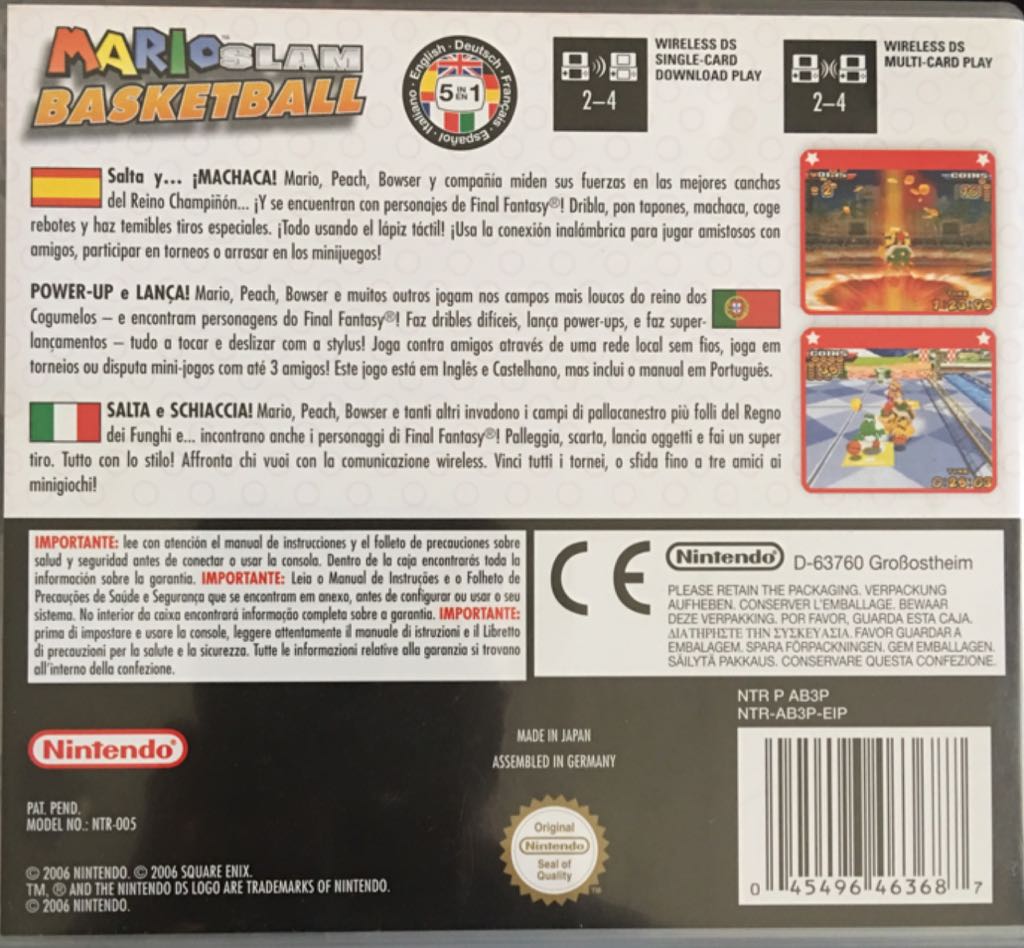 MARIO SLAM
BASKETBALL
English · Deutsch · Français · Español · Italiano ·
5 IN EN 1
WIRELESS DS
SINGLE-CARD
DOWNLOAD PLAY
2–4
WIRELESS DS
MULTI-CARD PLAY
2–4
Salta y... ¡MACHACA! Mario, Peach, Bowser y compañía miden sus fuerzas en las mejores canchas
del Reino Champiñón... ¡Y se encuentran con personajes de Final Fantasy®! Dribla, pon tapones, machaca, coge
rebotes y haz temibles tiros especiales. ¡Todo usando el lápiz táctil! ¡Usa la conexión inalámbrica para jugar amistosos con
amigos, participar en torneos o arrasar en los minijuegos!
POWER-UP e LANÇA! Mario, Peach, Bowser e muitos outros jogam nos campos mais loucos do reino dos
Cogumelos – e encontram personagens do Final Fantasy®! Faz dribles difíceis, lança power-ups, e faz super-
lançamentos – tudo a tocar e deslizar com a stylus! Joga contra amigos através de uma rede local sem fios, joga em
torneios ou disputa mini-jogos com até 3 amigos! Este jogo está em Inglês e Castelhano, mas inclui o manual em Português.
SALTA e SCHIACCIA! Mario, Peach, Bowser e tanti altri invadono i campi di pallacanestro più folli del Regno
dei Funghi e... incontrano anche i personaggi di Final Fantasy®! Palleggia, scarta, lancia oggetti e fai un super
tiro. Tutto con lo stilo! Affronta chi vuoi con la comunicazione wireless. Vinci tutti i tornei, o sfida fino a tre amici ai
minigiochi!
COINS
TIME
COINS
TIME
IMPORTANTE: lee con atención el manual de instrucciones y el folleto de precauciones sobre
salud y seguridad antes de conectar o usar la consola. Dentro de la caja encontrarás toda la
información sobre la garantía. IMPORTANTE: Leia o Manual de Instruções e o Folheto de
Precauções de Saúde e Segurança que se encontram em anexo, antes de configurar ou usar o seu
sistema. No interior da caixa encontrará informação completa sobre a garantia. IMPORTANTE:
prima di impostare e usare la console, leggere attentamente il manuale di istruzioni e il Libretto
di precauzioni per la salute e la sicurezza. Tutte le informazioni relative alla garanzia si trovano
all'interno della confezione.
CE
Nintendo® D-63760 Großostheim
PLEASE RETAIN THE PACKAGING. VERPACKUNG
AUFHEBEN. CONSERVER L'EMBALLAGE. BEWAAR
DEZE VERPAKKING. POR FAVOR, GUARDA ESTA CAJA.
ΔΙΑΤΗΡΗΣΤΕ ΤΗΝ ΣΥΣΚΕΥΑΣΙΑ. FAVOR GUARDAR A
EMBALAGEM. SPARA FÖRPACKNINGEN. GEM EMBALLAGEN.
SÄILYTÄ PAKKAUS. CONSERVARE QUESTA CONFEZIONE.
NTR P AB3P
NTR-AB3P-EIP
Nintendo®
MADE IN JAPAN
ASSEMBLED IN GERMANY
PAT. PEND.
MODEL NO.: NTR-005
Original
Nintendo
Seal of
Quality
TM
© 2006 NINTENDO. © 2006 SQUARE ENIX.
TM, ® AND THE NINTENDO DS LOGO ARE TRADEMARKS OF NINTENDO.
© 2006 NINTENDO.
0 45496 46368 7